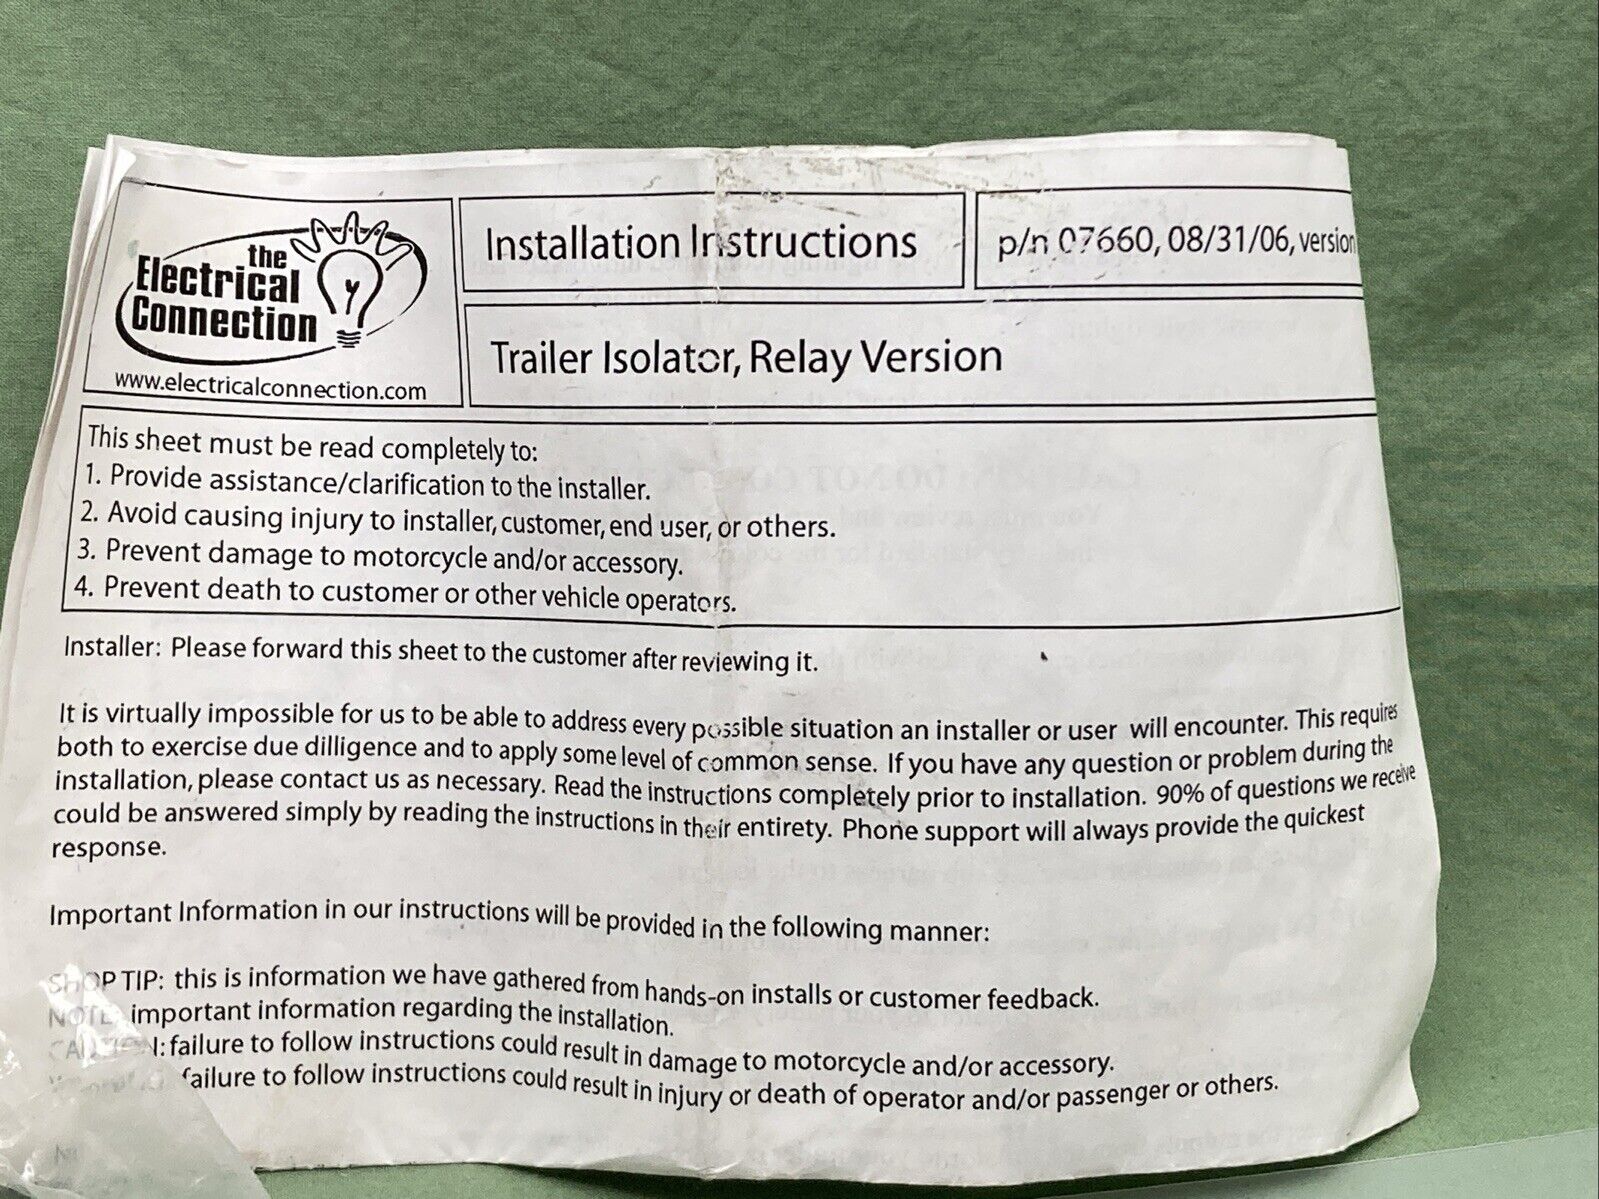 the
Electrical
Connection
www.electricalconnection.com
Installation Instructions
p/n 07660, 08/31/06, version
Trailer Isolator, Relay Version
This sheet must be read completely to:
1. Provide assistance/clarification to the installer.
2. Avoid causing injury to installer, customer, end user, or others.
3. Prevent damage to motorcycle and/or accessory.
4. Prevent death to customer or other vehicle operators.
Installer: Please forward this sheet to the customer after reviewing it.
It is virtually impossible for us to be able to address every possible situation an installer or user will encounter. This requires
both to exercise due dilligence and to apply some level of common sense. If you have any question or problem during the
installation, please contact us as necessary. Read the instructions completely prior to installation. 90% of questions we receive
could be answered simply by reading the instructions in their entirety. Phone support will always provide the quickest
response.
Important Information in our instructions will be provided in the following manner:
SHOP TIP: this is information we have gathered from hands-on installs or customer feedback.
NOTE: important information regarding the installation.
CAUTION: failure to follow instructions could result in damage to motorcycle and/or accessory.
failure to follow instructions could result in injury or death of operator and/or passenger or others.